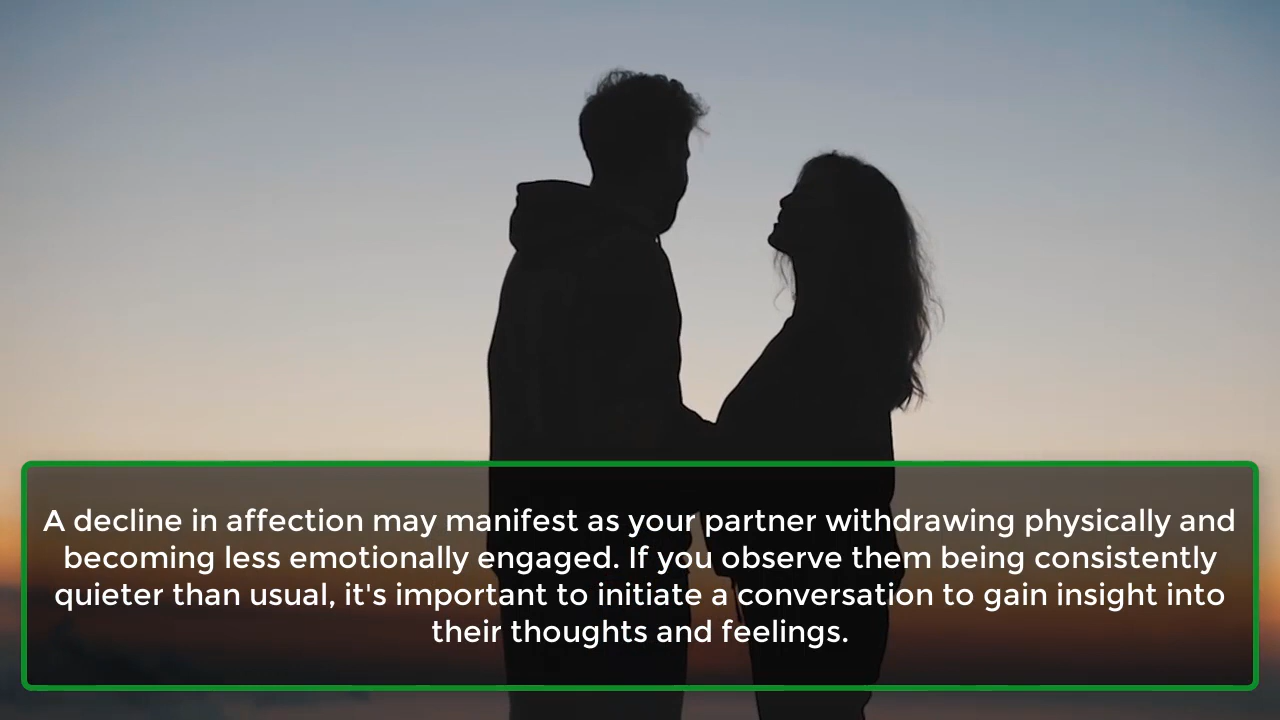 A decline in affection may manifest as your partner withdrawing physically and
becoming less emotionally engaged. If you observe them being consistently
quieter than usual, it's important to initiate a conversation to gain insight into
their thoughts and feelings.